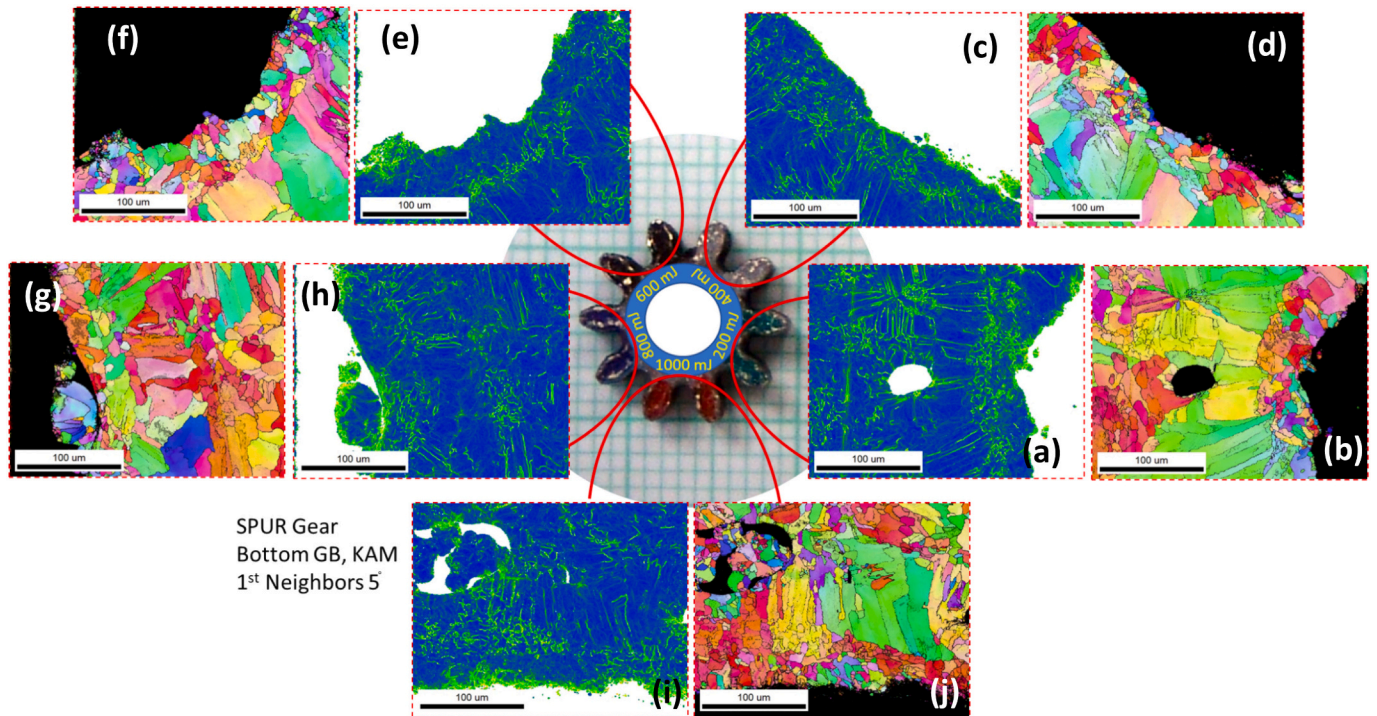 (f)
(e)
(c)
(d)
100 um
100 um
100 um
100 um
(g)
(h)
600 mJ
400 mJ
800 mJ
200 mJ
1000 mJ
(a)
(b)
100 um
100 um
100 um
100 um
SPUR Gear
Bottom GB, KAM
1st Neighbors 5°
(i)
(j)
100 um
100 um